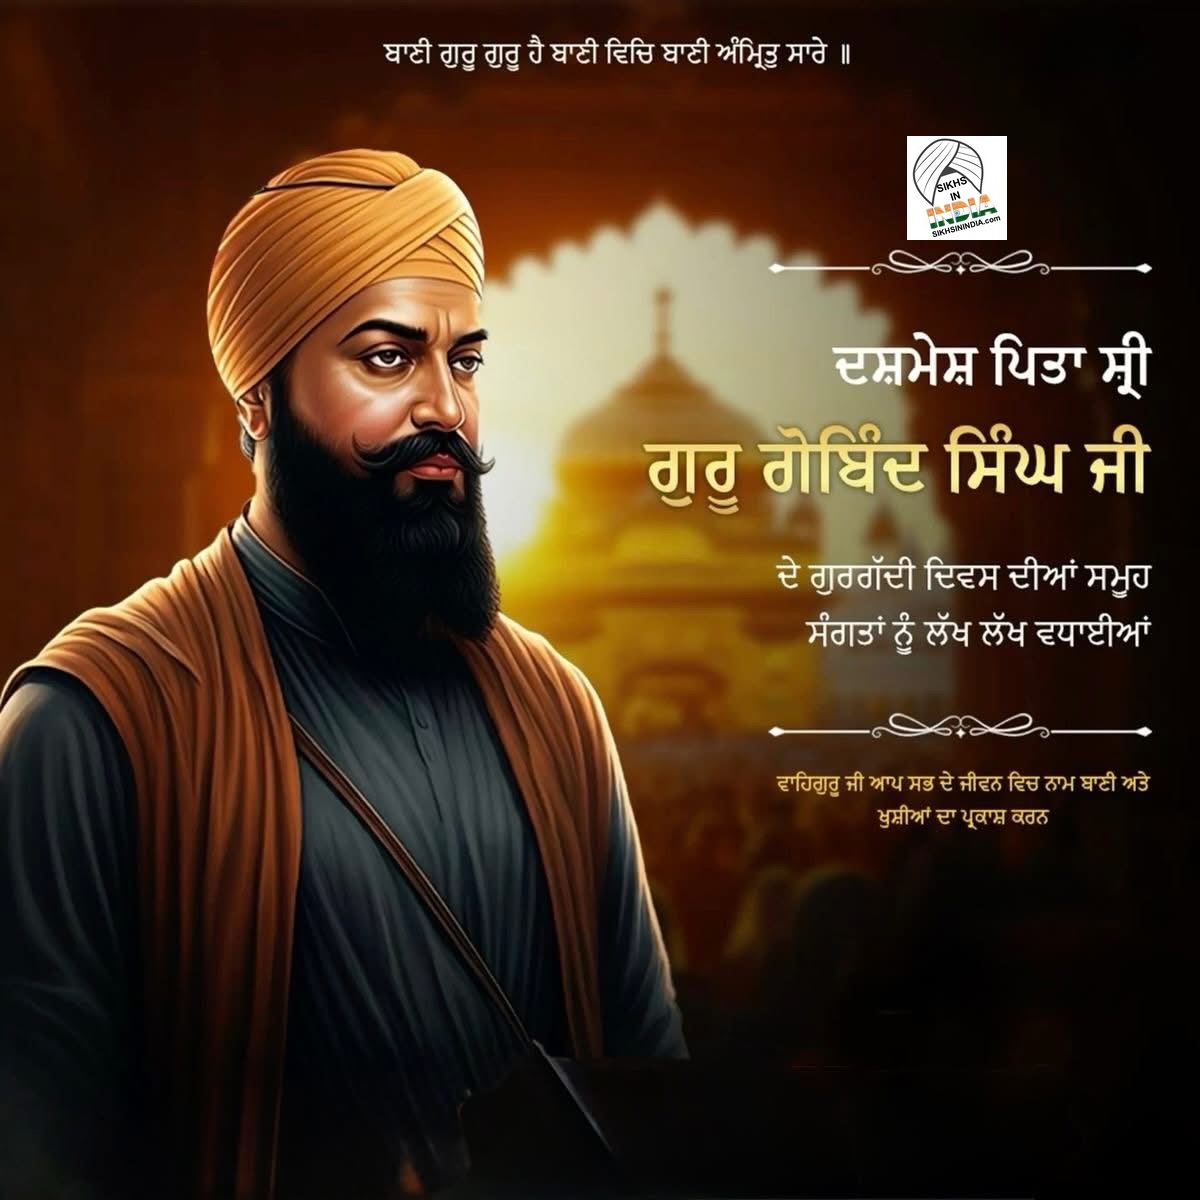 ਬਾਣੀ ਗੁਰੂ ਗੁਰੂ ਹੈ ਬਾਣੀ ਵਿਚਿ ਬਾਣੀ ਅੰਮ੍ਰਿਤੁ ਸਾਰੇ ॥
SIKHS
IN
INDIA
SIKHSININDIA.com
ਦਸ਼ਮੇਸ਼ ਪਿਤਾ ਸ਼੍ਰੀ
ਗੁਰੂ ਗੋਬਿੰਦ ਸਿੰਘ ਜੀ
ਦੇ ਗੁਰਗੱਦੀ ਦਿਵਸ ਦੀਆਂ ਸਮੂਹ
ਸੰਗਤਾਂ ਨੂੰ ਲੱਖ ਲੱਖ ਵਧਾਈਆਂ
ਵਾਹਿਗੁਰੂ ਜੀ ਆਪ ਸਭ ਦੇ ਜੀਵਨ ਵਿਚ ਨਾਮ ਬਾਣੀ ਅਤੇ
ਖੁਸ਼ੀਆਂ ਦਾ ਪ੍ਰਕਾਸ਼ ਕਰਨ